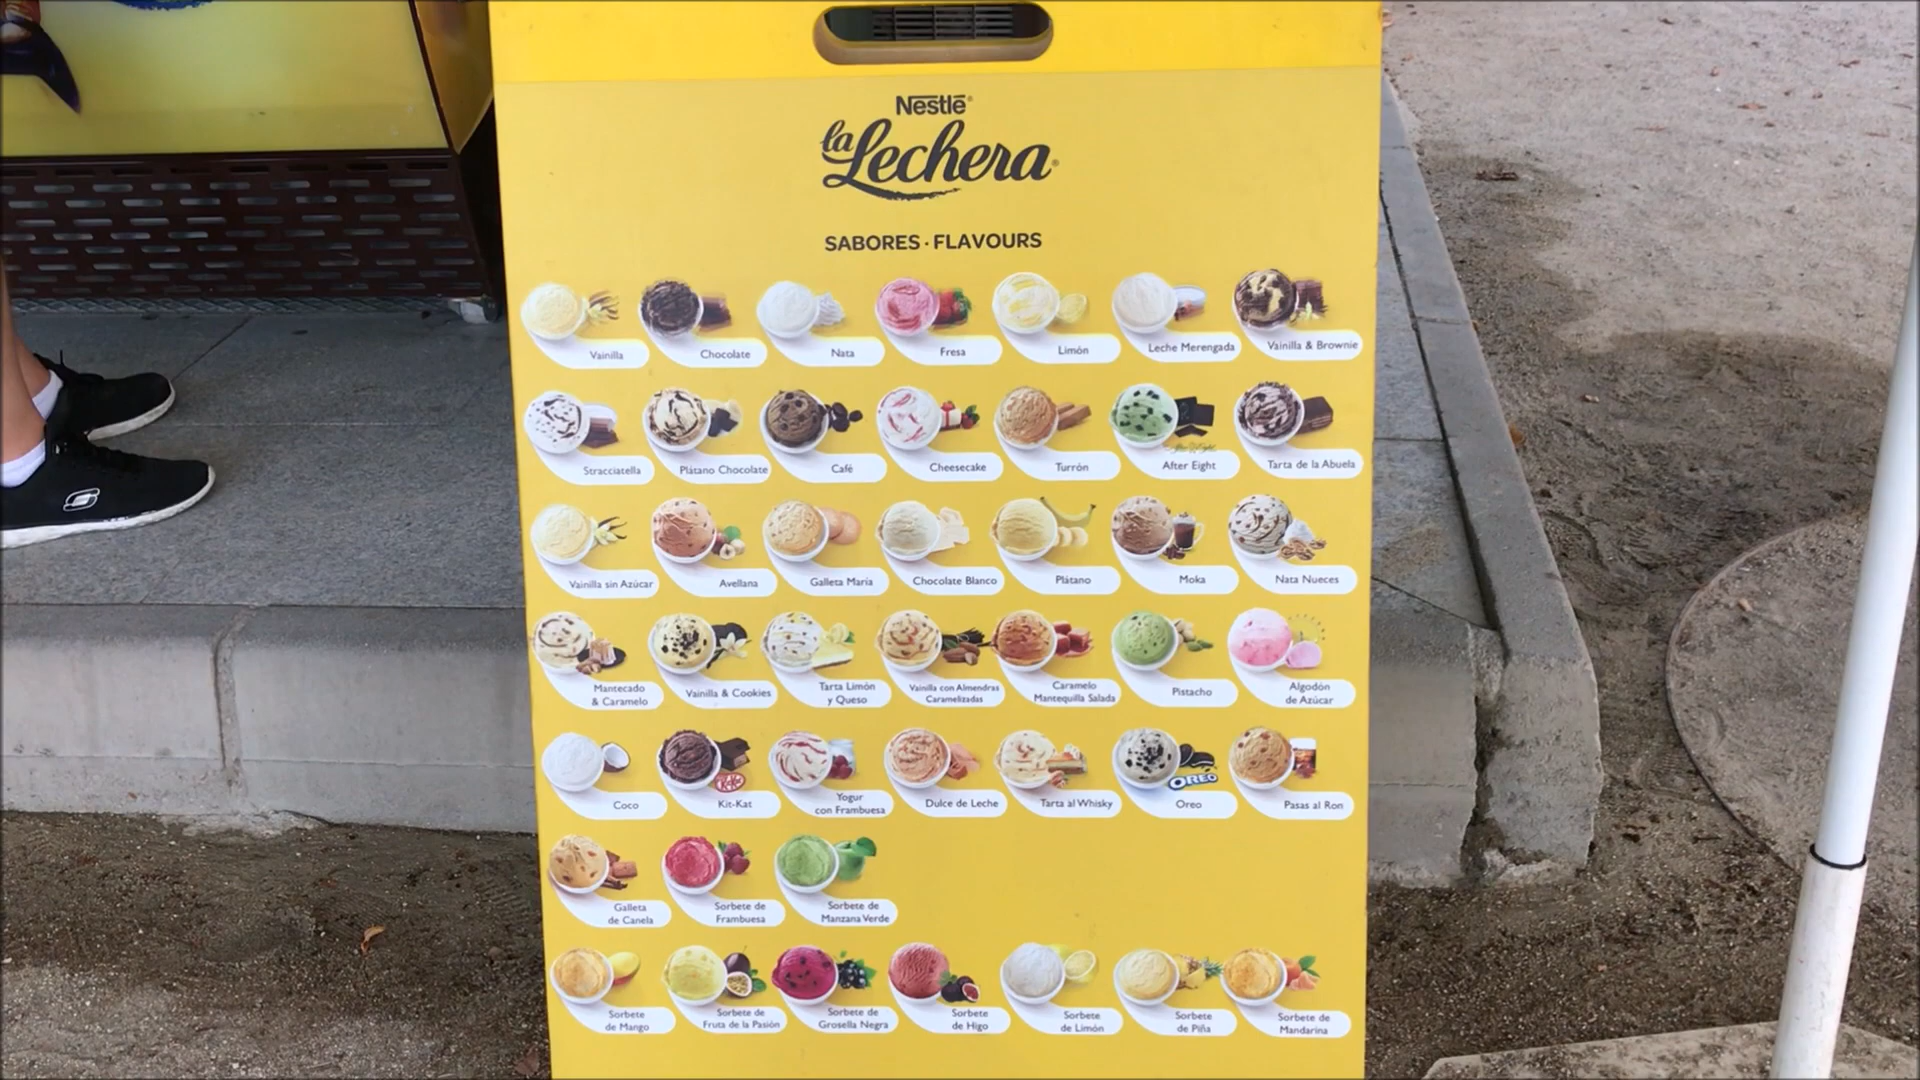 Nestlé
la Lechera
SABORES · FLAVOURS
Vainilla
Chocolate
Nata
Fresa
Limón
Leche Merengada
Vainilla & Brownie
Stracciatella
Plátano Chocolate
Café
Cheesecake
Turrón
After Eight
After Eight
Tarta de la Abuela
Vainilla sin Azúcar
Avellana
Galleta María
Chocolate Blanco
Plátano
Moka
Nata Nueces
Mantecado
& Caramelo
Vainilla & Cookies
Tarta Limón
y Queso
Vainilla con Almendras
Caramelizadas
Caramelo
Mantequilla Salada
Pistacho
Algodón
de Azúcar
Coco
KitKat
Kit-Kat
Yogur
con Frambuesa
Dulce de Leche
Tarta al Whisky
OREO
Oreo
Pasas al Ron
Galleta
de Canela
Sorbete de
Frambuesa
Sorbete de
Manzana Verde
Sorbete
de Mango
Sorbete de
Fruta de la Pasión
Sorbete de
Grosella Negra
Sorbete
de Higo
Sorbete
de Limón
Sorbete
de Piña
Sorbete de
Mandarina